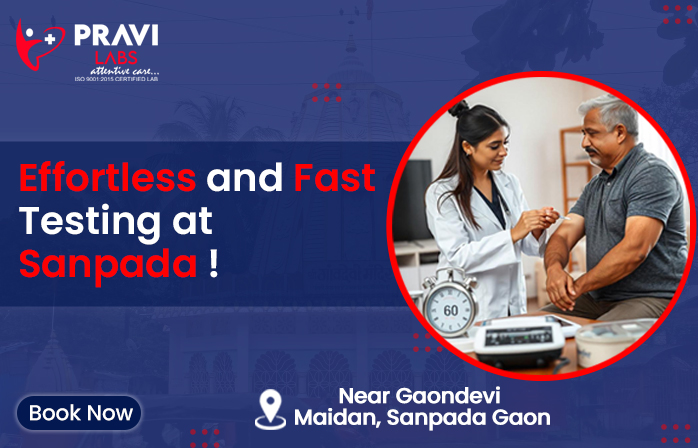 PRAVI
LABS
attentive care...
ISO 9001:2015 CERTIFIED LAB
Effortless and Fast
Testing at
Sanpada !
60
Book Now
Near Gaondevi
Maidan, Sanpada Gaon